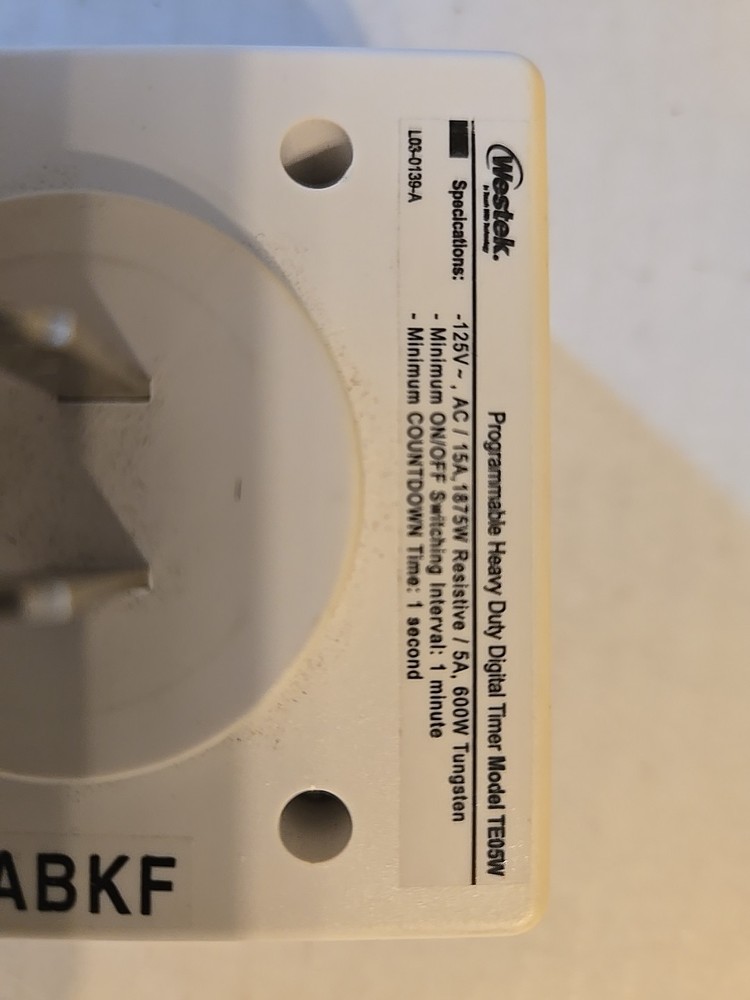 Westek.
Programmable Heavy Duty Digital Timer Model TE05W
Specications: -125V~, AC / 15A,1875W Resistive / 5A, 600W Tungsten
- Minimum ON/OFF Switching Interval: 1 minute
L03-0139-A - Minimum COUNTDOWN Time: 1 second
ABKF